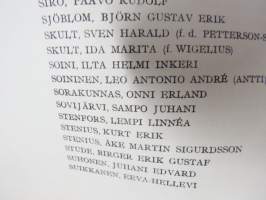 SIRO, PAAVO RUDOLF
SJÖBLOM, BJÖRN GUSTAV ERIK
SKULT, SVEN HARALD (f. d. PETTERSON-S
SKULT, IDA MARITA (f. WIGELIUS)
SOINI, ILTA HELMI INKERI
SOININEN, LEO ANTONIO ANDRÉ (ANTTI
SORAKUNNAS, ONNI ERLAND
SOVIJÄRVI, SAMPO JUHANI
STENFORS, LEMPI LINNÉA
STENIUS, KURT ERIK
STENIUS, ÅKE MARTIN SIGURDSSON
STUDE, BIRGER ERIK GUSTAF
SUHONEN, JUHANI EDVARD
SUIKKANEN, EEVA-HELLEVI